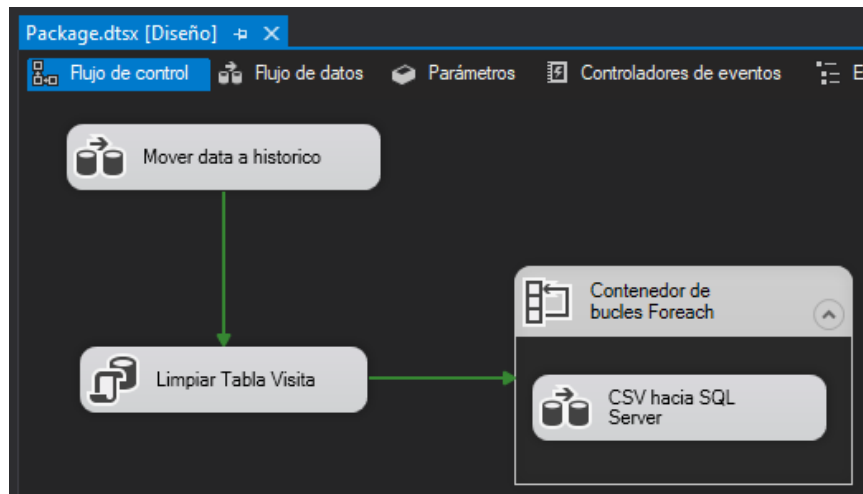 Package.dtsx [Diseño]
Flujo de control Flujo de datos Parámetros Controladores de eventos E
Mover data a historico
Contenedor de
bucles Foreach
Limpiar Tabla Visita
CSV hacia SQL
Server